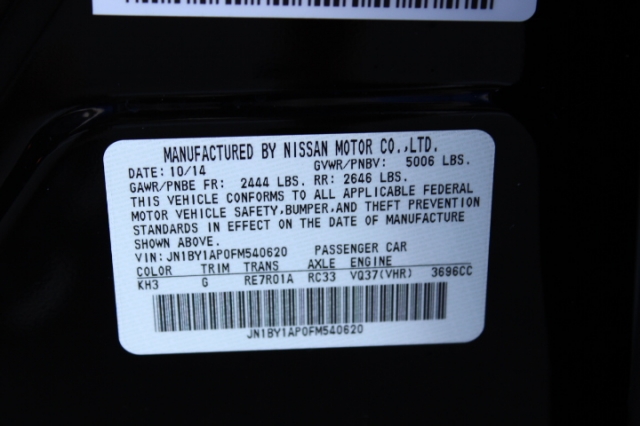 MANUFACTURED BY NISSAN MOTOR CO.,LTD.
DATE: 10/14 GVWR/PNBV: 5006 LBS.
GAWR/PNBE FR: 2444 LBS. RR: 2646 LBS.
THIS VEHICLE CONFORMS TO ALL APPLICABLE FEDERAL
MOTOR VEHICLE SAFETY,BUMPER,AND THEFT PREVENTION
STANDARDS IN EFFECT ON THE DATE OF MANUFACTURE
SHOWN ABOVE.
VIN: JN1BY1AP0FM540620 PASSENGER CAR
COLOR TRIM TRANS AXLE ENGINE
KH3 G RE7R01A RC33 VQ37(VHR) 3696CC
JN1BY1AP0FM540620